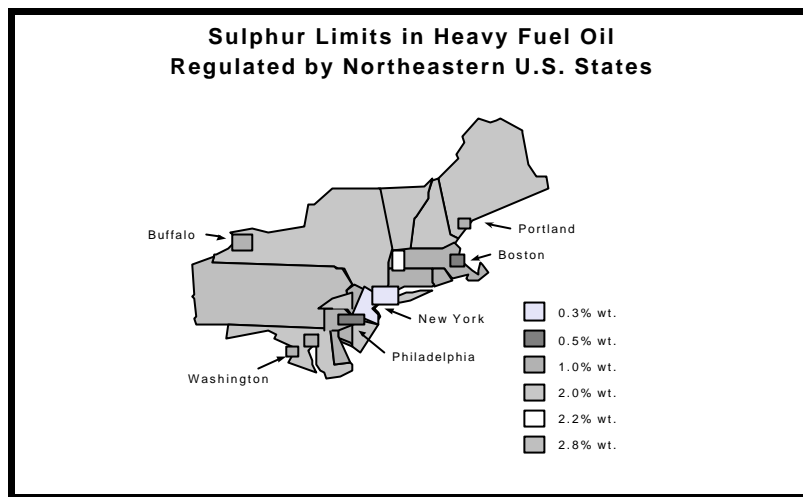 Sulphur Limits in Heavy Fuel Oil
Regulated by Northeastern U.S. States
Buffalo
Portland
Boston
New York
Philadelphia
Washington
0.3% wt.
0.5% wt.
1.0% wt.
2.0% wt.
2.2% wt.
2.8% wt.